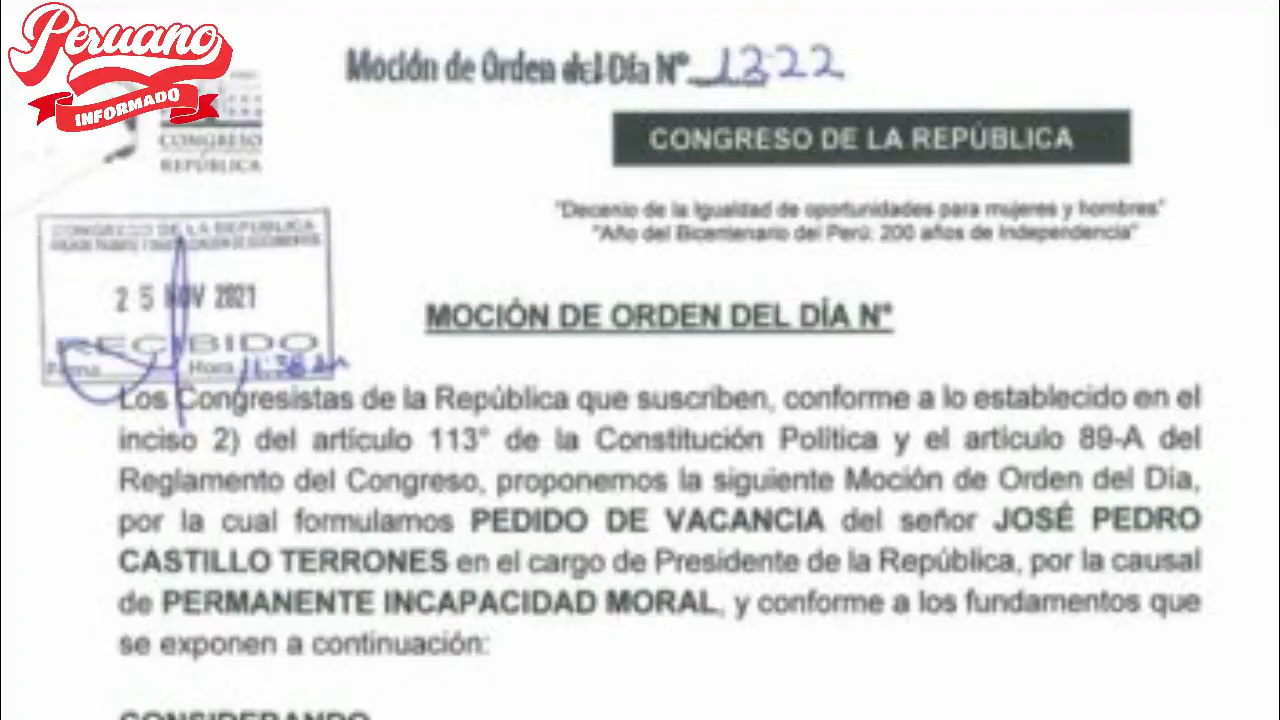 Peruano
INFORMADO
Moción de Orden del Día N° 1322
CONGRESO
REPÚBLICA
CONGRESO DE LA REPÚBLICA
"Decenio de la Igualdad de oportunidades para mujeres y hombres"
"Año del Bicentenario del Perú: 200 años de Independencia"
CONGRESO DE LA REPÚBLICA
25 NOV 2021
RECIBIDO
Firma Hora 11:38 am
MOCIÓN DE ORDEN DEL DÍA N°
Los Congresistas de la República que suscriben, conforme a lo establecido en el
inciso 2) del artículo 113° de la Constitución Política y el artículo 89-A del
Reglamento del Congreso, proponemos la siguiente Moción de Orden del Día,
por la cual formulamos PEDIDO DE VACANCIA del señor JOSÉ PEDRO
CASTILLO TERRONES en el cargo de Presidente de la República, por la causal
de PERMANENTE INCAPACIDAD MORAL, y conforme a los fundamentos que
se exponen a continuación:
CONSIDERANDO